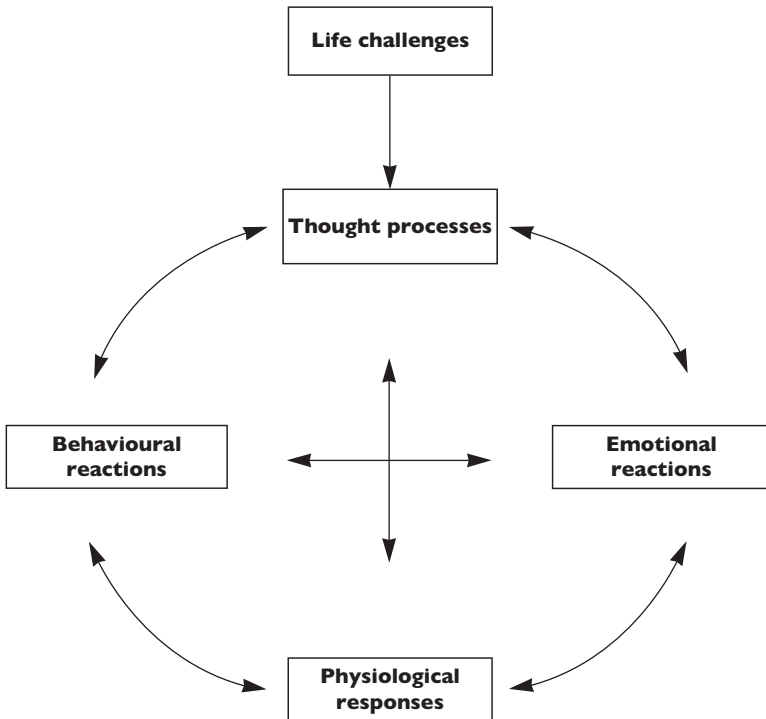 Life challenges
Thought processes
Behavioural
reactions
Emotional
reactions
Physiological
responses